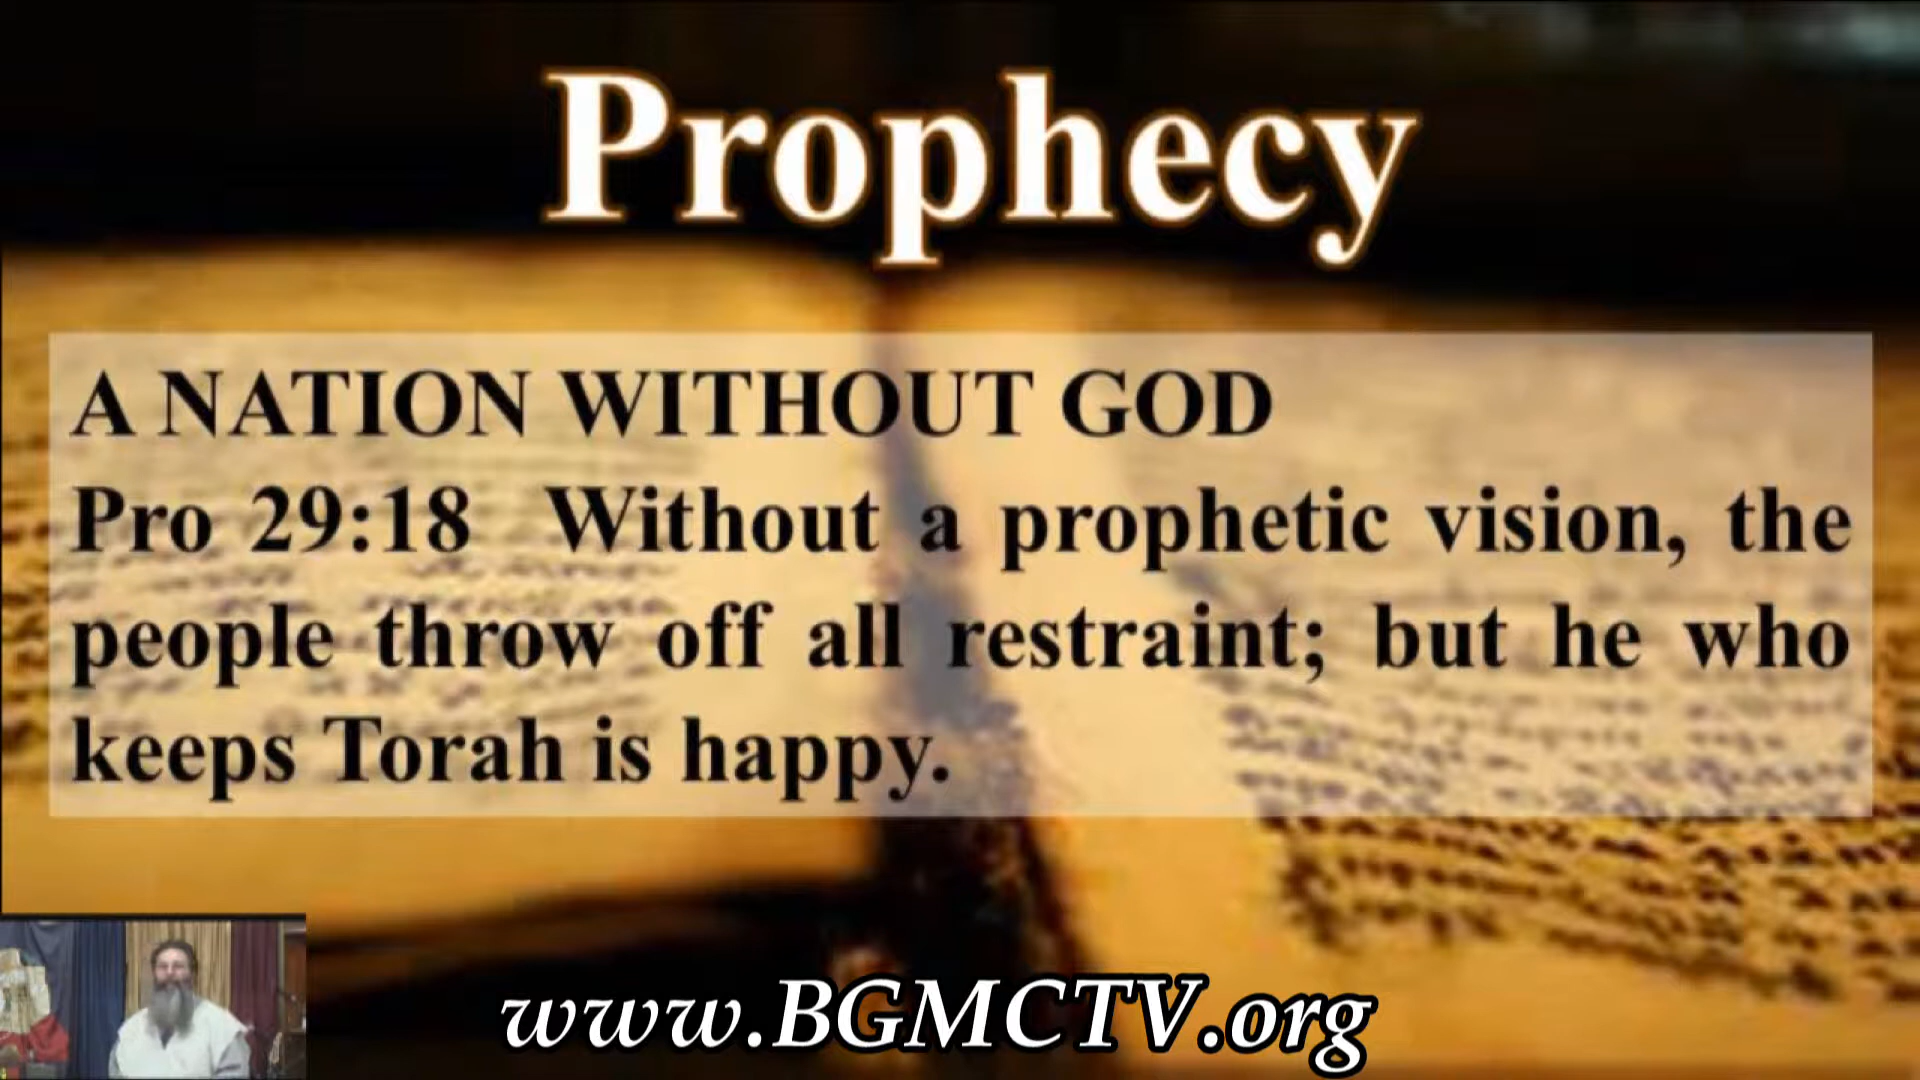 Prophecy
A NATION WITHOUT GOD
Pro 29:18 Without a prophetic vision, the
people throw off all restraint; but he who
keeps Torah is happy.
www.BGMCTV.org